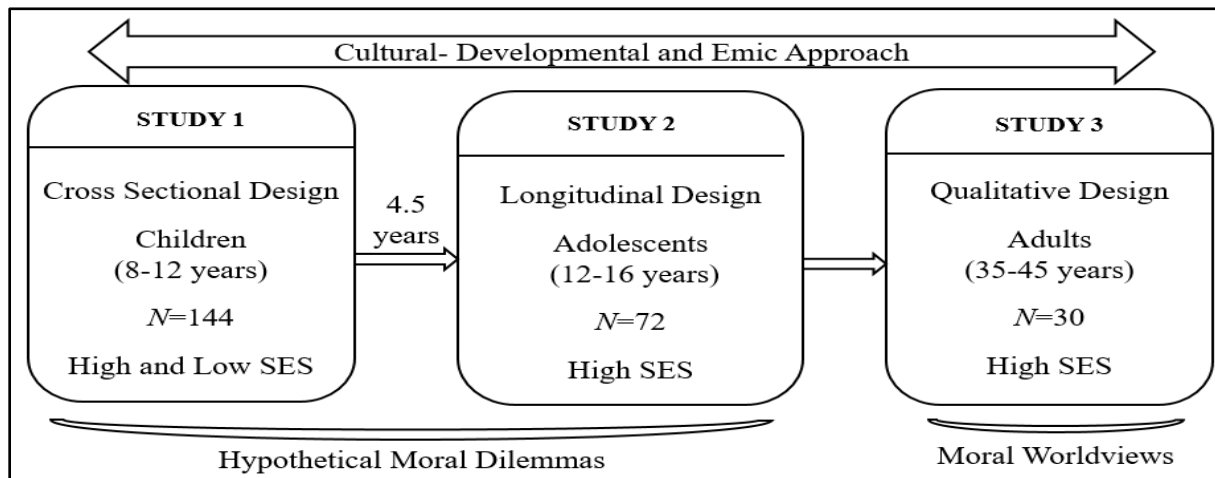 Cultural- Developmental and Emic Approach
STUDY 1
Cross Sectional Design
Children
(8-12 years)
N=144
High and Low SES
4.5
years
STUDY 2
Longitudinal Design
Adolescents
(12-16 years)
N=72
High SES
STUDY 3
Qualitative Design
Adults
(35-45 years)
N=30
High SES
Hypothetical Moral Dilemmas
Moral Worldviews